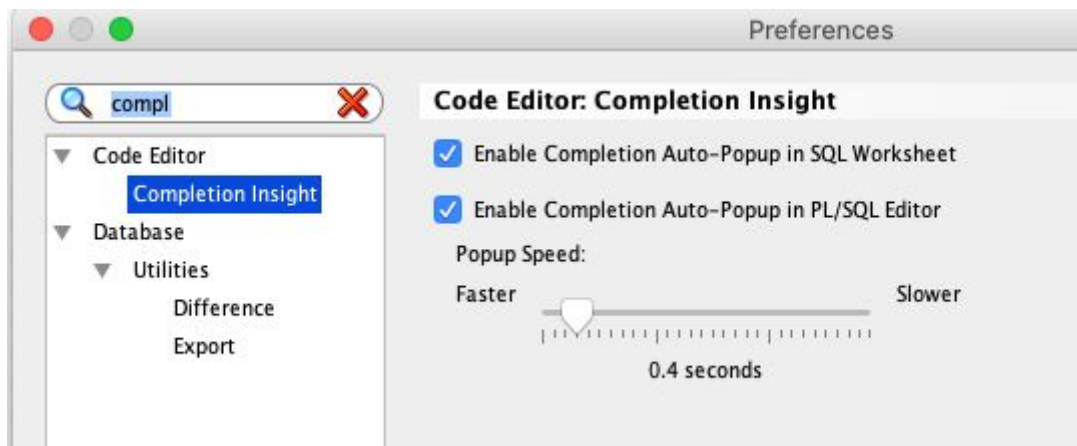 Preferences
compl
Code Editor
Completion Insight
Database
Utilities
Difference
Export
Code Editor: Completion Insight
Enable Completion Auto-Popup in SQL Worksheet
Enable Completion Auto-Popup in PL/SQL Editor
Popup Speed:
Faster
Slower
0.4 seconds